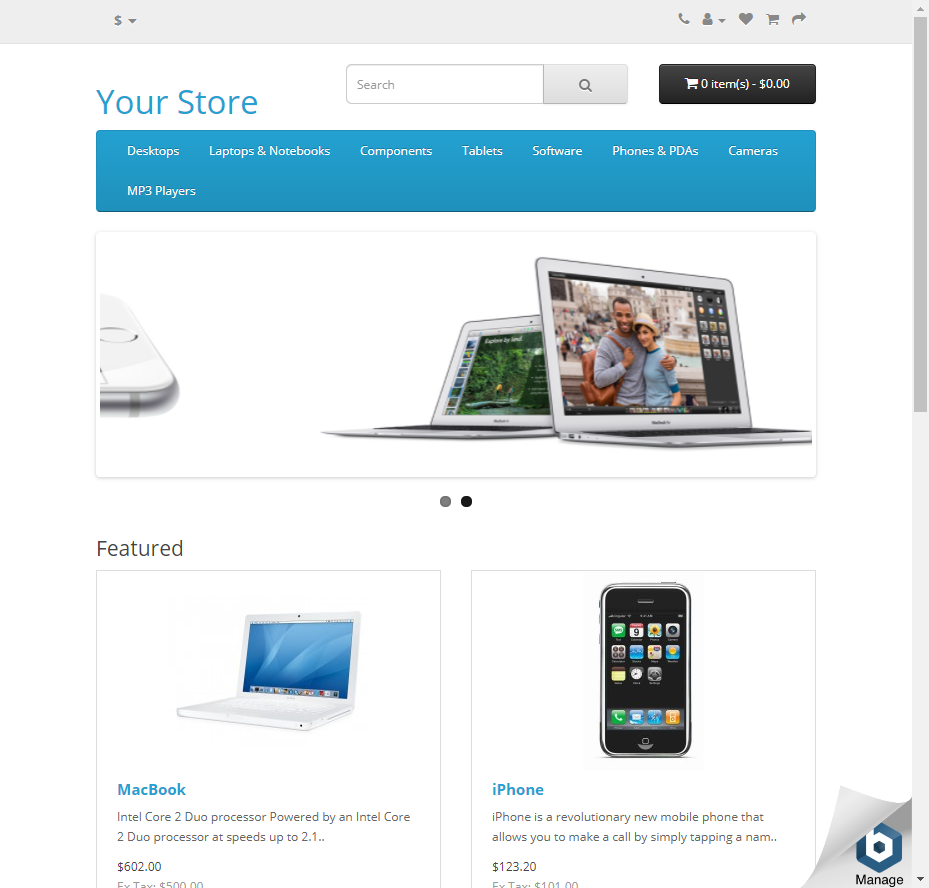 $
Search
0 item(s) - $0.00
Your Store
Desktops
Laptops & Notebooks
Components
Tablets
Software
Phones & PDAs
Cameras
MP3 Players
Explore by land.
Featured
MacBook
Intel Core 2 Duo processor Powered by an Intel Core
2 Duo processor at speeds up to 2.1..
$602.00
Ex Tax: $500.00
iPhone
iPhone is a revolutionary new mobile phone that
allows you to make a call by simply tapping a nam..
$123.20
Ex Tax: $101.00
b
Manage